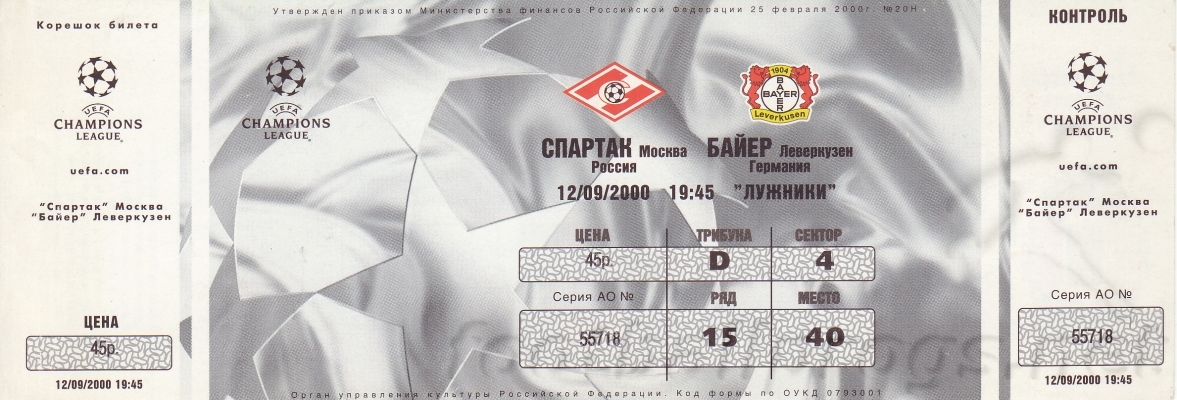 Корешок билета
UEFA
CHAMPIONS
LEAGUE®
uefa.com
"Спартак" Москва
"Байер" Леверкузен
ЦЕНА
45р.
12/09/2000 19:45
Утвержден приказом Министерства финансов Российской Федерации 25 февраля 2000г. №20Н
UEFA
CHAMPIONS
LEAGUE®
1904
BAYER
BAYER
Leverkusen
СПАРТАК Москва БАЙЕР Леверкузен
Россия Германия
12/09/2000 19:45 "ЛУЖНИКИ"
ЦЕНА ТРИБУНА СЕКТОР
45р. D 4
Серия АО № РЯД МЕСТО
55718 15 40
Орган управления культуры Российской Федерации. Код формы по ОУКД 0793001
КОНТРОЛЬ
UEFA
CHAMPIONS
LEAGUE®
uefa.com
"Спартак" Москва
"Байер" Леверкузен
Серия АО №
55718
12/09/2000 19:45